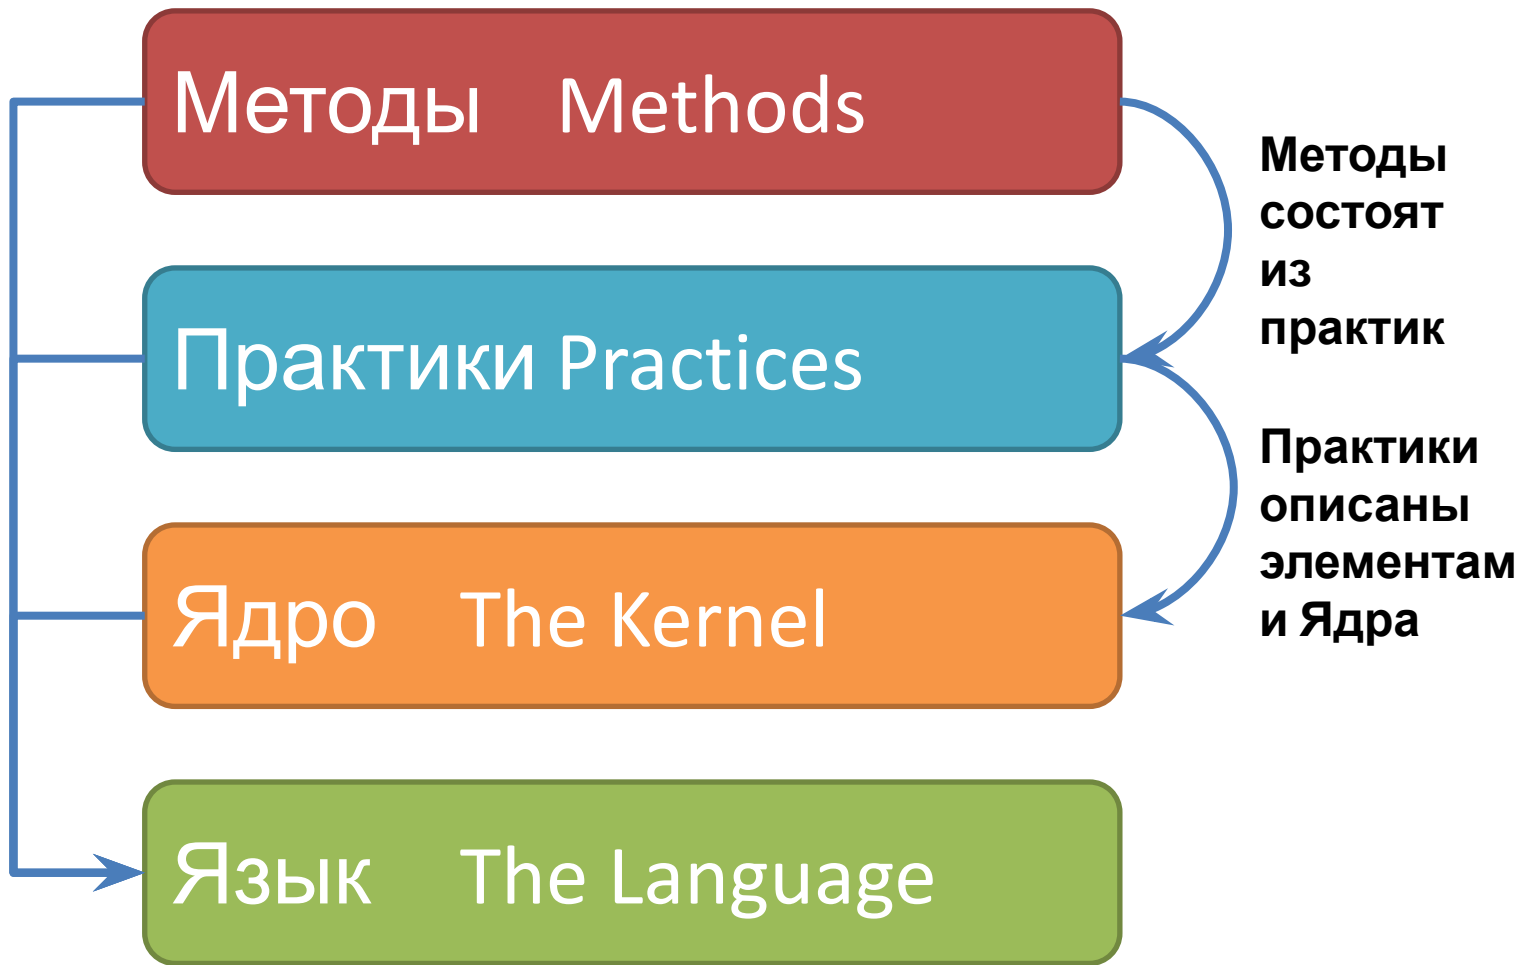 Методы Methods
Методы
состоят
из
практик
Практики Practices
Практики
описаны
элементам
и Ядра
Ядро The Kernel
Язык The Language